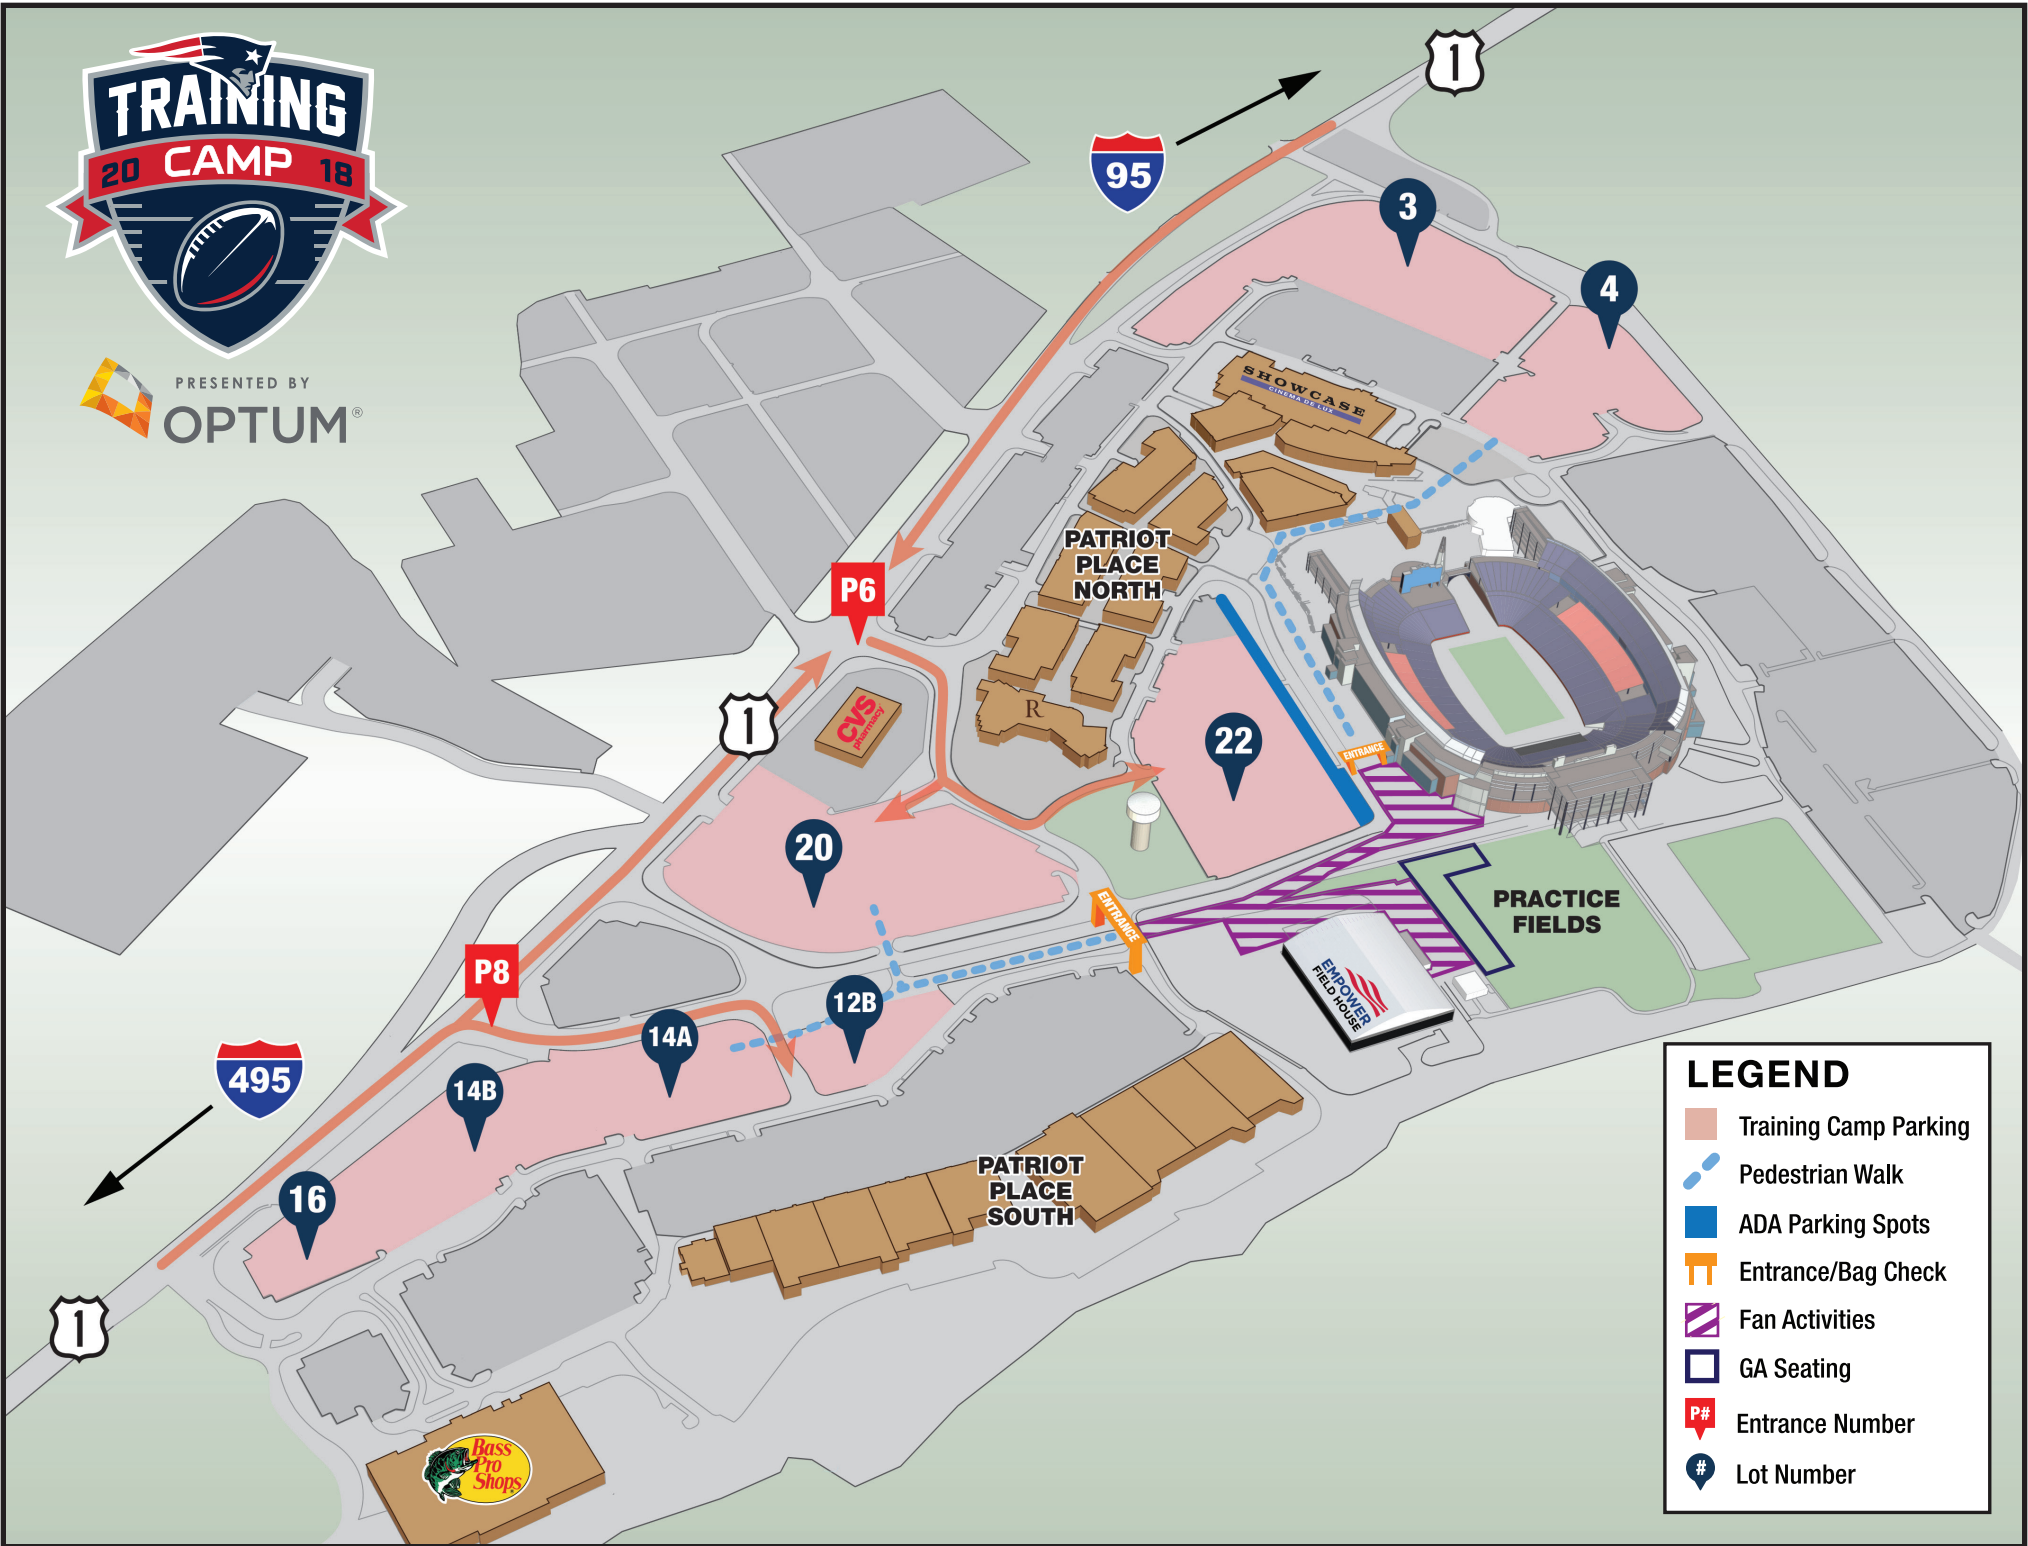 TRAINING
20 CAMP 18
PRESENTED BY
OPTUM®
1
95
3
4
SHOWCASE
CINEMA DE LUX
PATRIOT
PLACE
NORTH
P6
R
CVS
pharmacy
1
22
ENTRANCE
20
ENTRANCE
PRACTICE
FIELDS
EMPOWER
FIELD HOUSE
P8
12B
14A
14B
495
16
PATRIOT
PLACE
SOUTH
1
Bass
Pro
Shops
LEGEND
Training Camp Parking
Pedestrian Walk
ADA Parking Spots
Entrance/Bag Check
Fan Activities
GA Seating
P# Entrance Number
# Lot Number